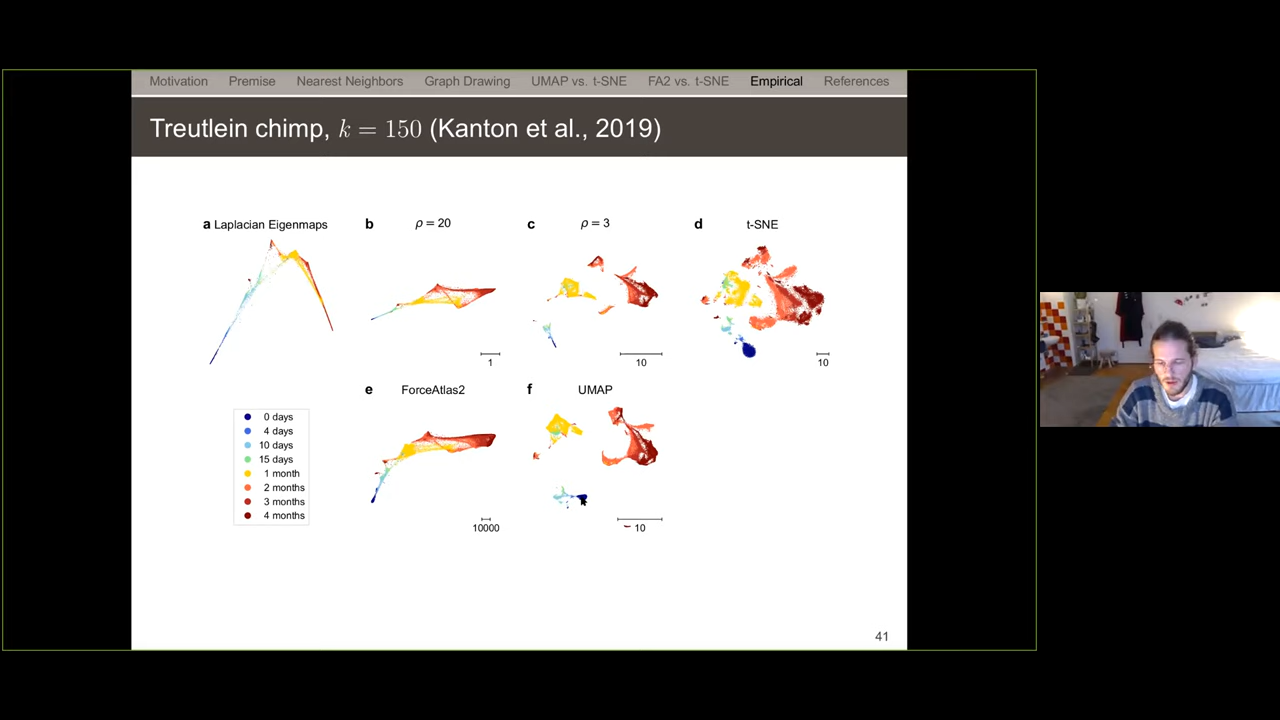 Motivation Premise Nearest Neighbors Graph Drawing UMAP vs. t-SNE FA2 vs. t-SNE Empirical References
Treutlein chimp, k = 150 (Kanton et al., 2019)
a Laplacian Eigenmaps
b ρ = 20
1
c ρ = 3
10
d t-SNE
10
e ForceAtlas2
10000
f UMAP
10
0 days
4 days
10 days
15 days
1 month
2 months
3 months
4 months
41